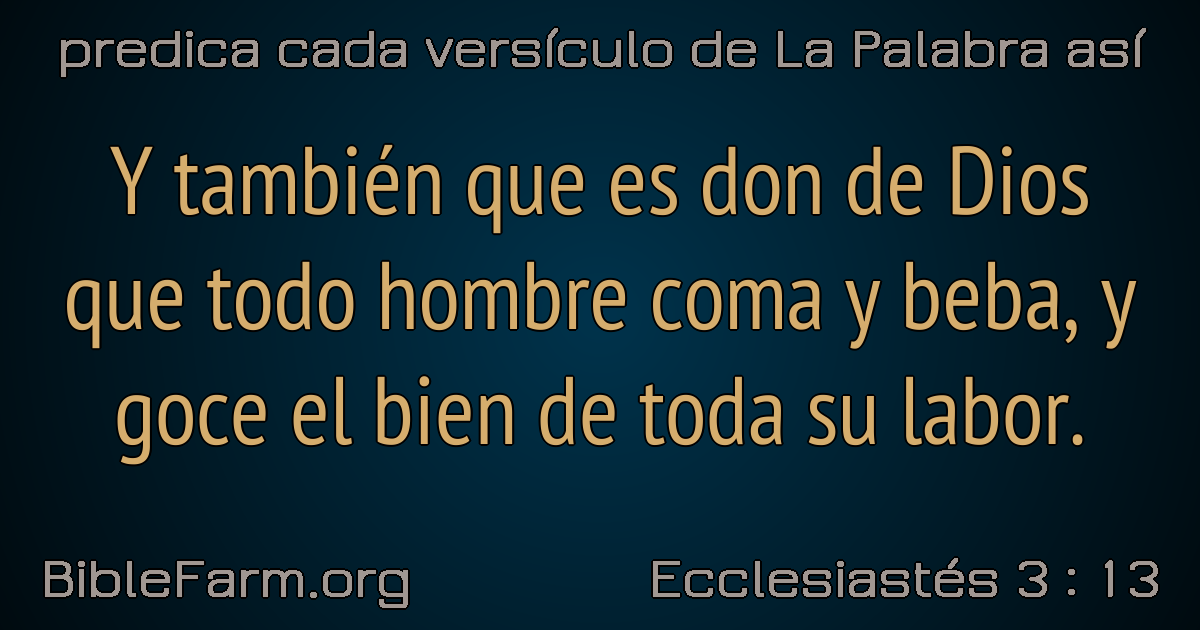 predica cada versículo de La Palabra así
Y también que es don de Dios
que todo hombre coma y beba, y
goce el bien de toda su labor.
BibleFarm.org
Ecclesiastés 3 : 13